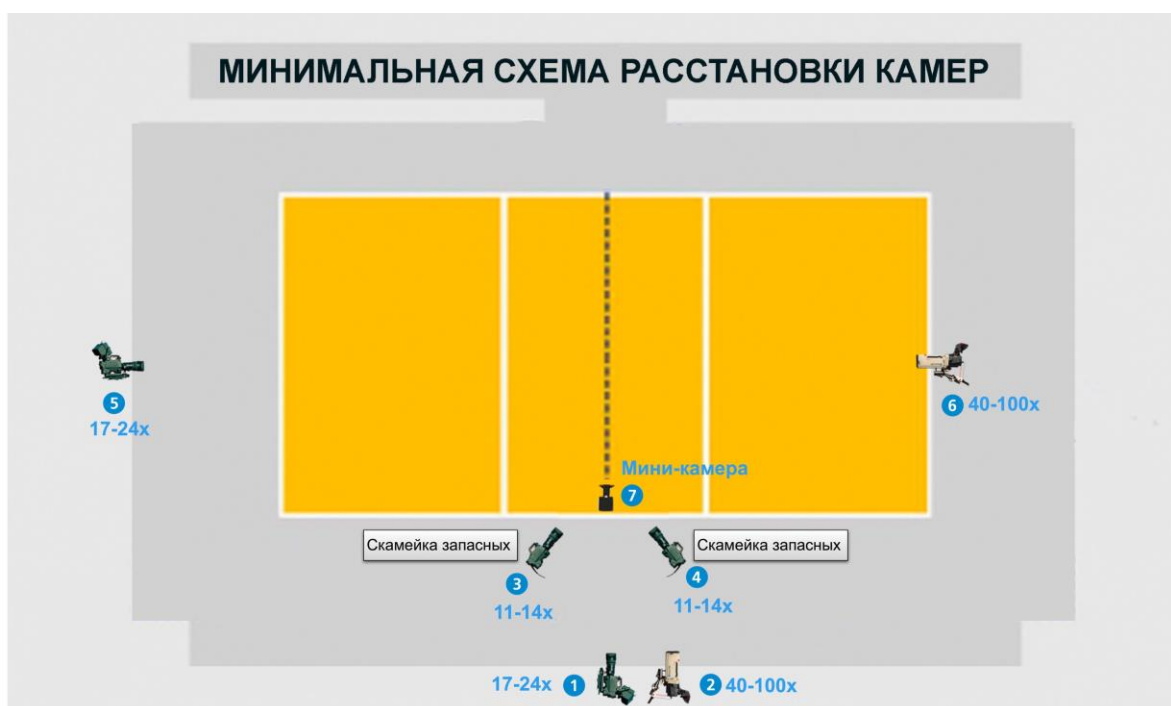 МИНИМАЛЬНАЯ СХЕМА РАССТАНОВКИ КАМЕР
5
17-24x
6 40-100x
Мини-камера
7
Скамейка запасных
Скамейка запасных
3
4
11-14x
11-14x
17-24x 1
2 40-100x